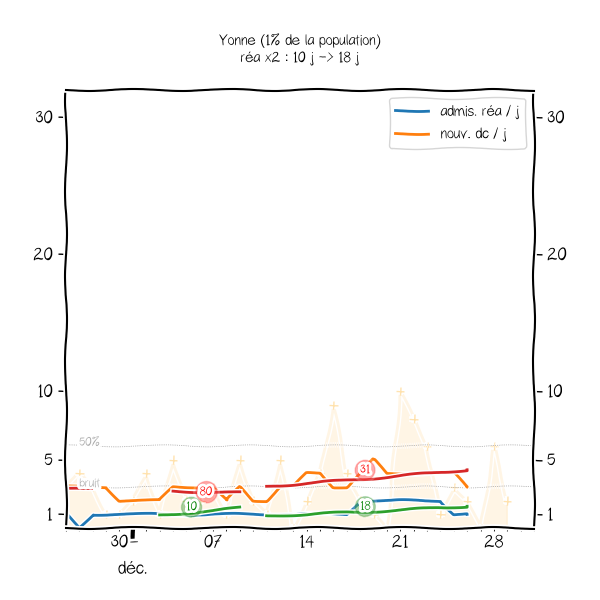 Yonne (1% de la population)
réa x2 : 10 j -> 18 j
admis. réa / j
nouv. dc / j
30 30
20 20
10 10
50%
5 5
bruit
31
80
10 18
1 1
30 07 14 21 28
déc.